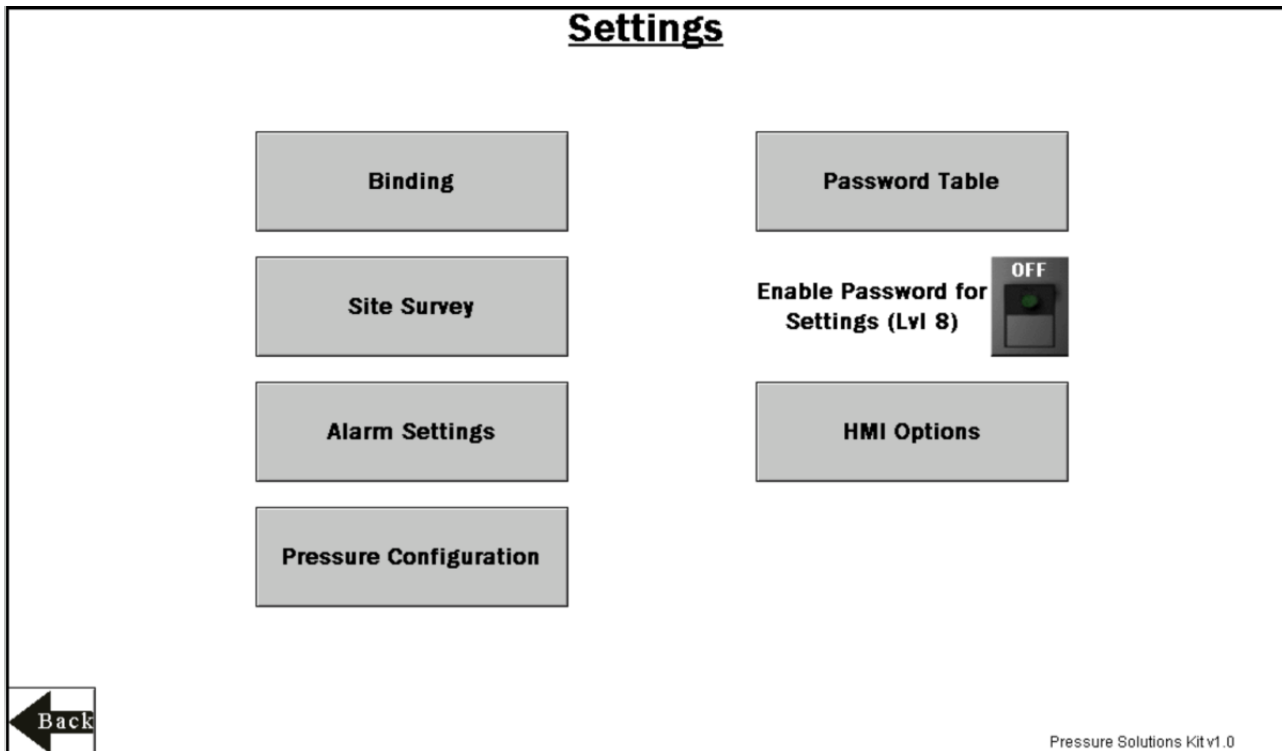 Settings
Binding
Password Table
Site Survey
OFF
Enable Password for
Settings (Lvl 8)
Alarm Settings
HMI Options
Pressure Configuration
Back
Pressure Solutions Kit v1.0